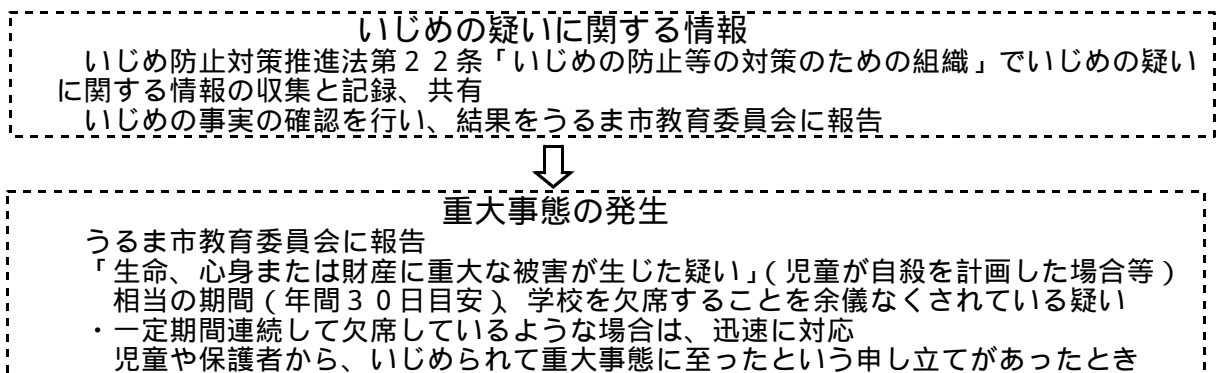 いじめの疑いに関する情報
いじめ防止対策推進法第２２条「いじめの防止等の対策のための組織」でいじめの疑い
に関する情報の収集と記録、共有
いじめの事実の確認を行い、結果をうるま市教育委員会に報告
重大事態の発生
うるま市教育委員会に報告
「生命、心身または財産に重大な被害が生じた疑い」（児童が自殺を計画した場合等）
相当の期間（年間３０日目安）、学校を欠席することを余儀なくされている疑い
・一定期間連続して欠席しているような場合は、迅速に対応
児童や保護者から、いじめられて重大事態に至ったという申し立てがあったとき